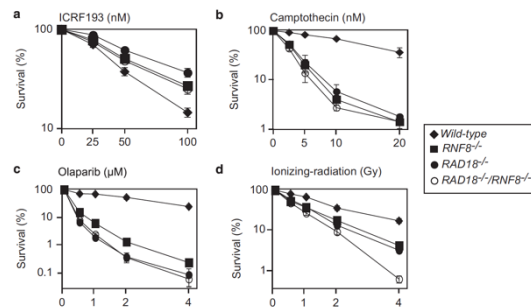 a ICRF193 (nM)
Survival (%)
100
10
0 25 50 100
b Camptothecin (nM)
Survival (%)
100
10
1
0 5 10 20
c Olaparib (μM)
Survival (%)
100
10
1
0.1
0 1 2 4
d Ionizing-radiation (Gy)
Survival (%)
100
10
1
0 1 2 4
Wild-type
RNF8⁻/⁻
RAD18⁻/⁻
RAD18⁻/⁻/RNF8⁻/⁻